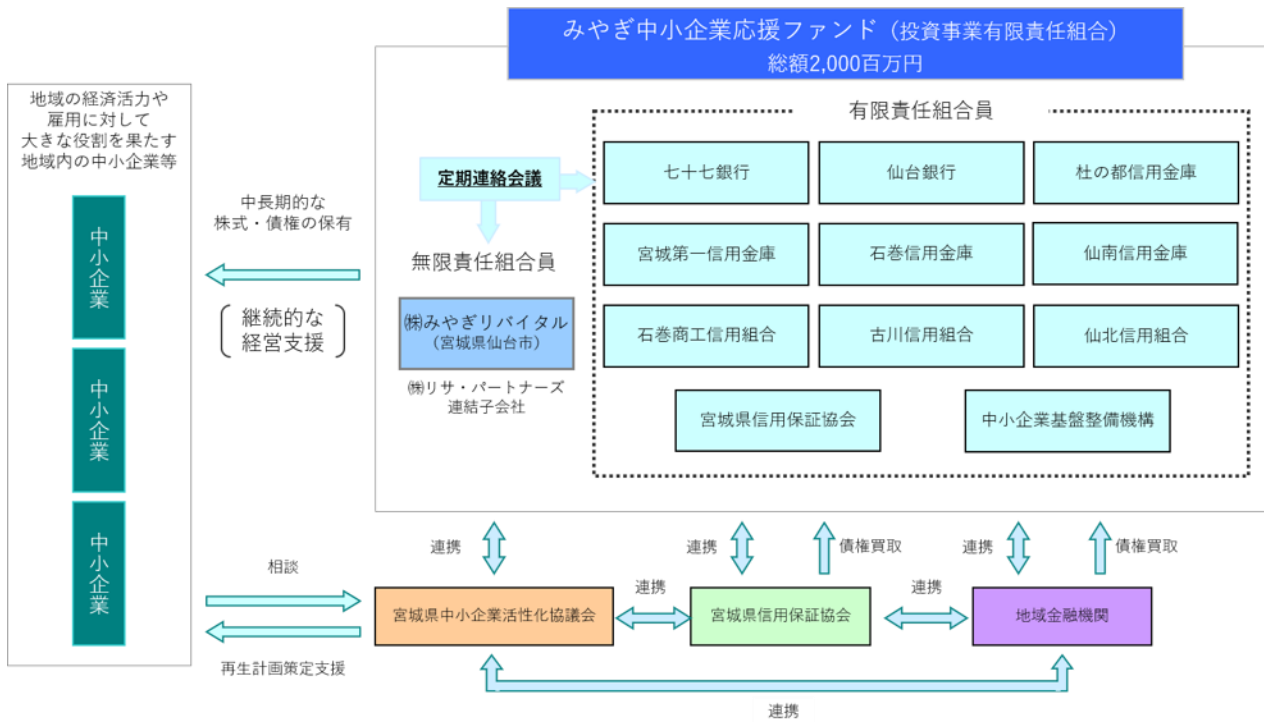 みやぎ中小企業応援ファンド（投資事業有限責任組合）
総額2,000百万円
地域の経済活力や
雇用に対して
大きな役割を果たす
地域内の中小企業等
中小企業
中小企業
中小企業
中長期的な
株式・債権の保有
継続的な
経営支援
定期連絡会議
無限責任組合員
㈱みやぎリバイタル
（宮城県仙台市）
㈱リサ・パートナーズ
連結子会社
有限責任組合員
七十七銀行
仙台銀行
杜の都信用金庫
宮城第一信用金庫
石巻信用金庫
仙南信用金庫
石巻商工信用組合
古川信用組合
仙北信用組合
宮城県信用保証協会
中小企業基盤整備機構
連携
連携
債権買取
連携
債権買取
相談
再生計画策定支援
宮城県中小企業活性化協議会
連携
宮城県信用保証協会
連携
地域金融機関
連携